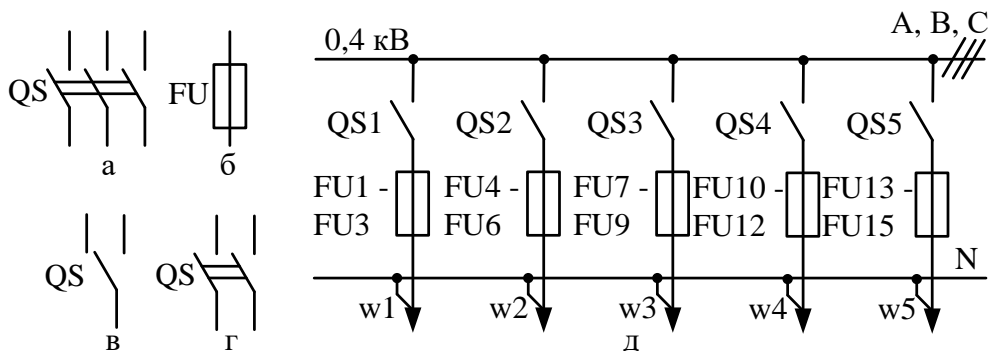 QS
а
FU
б
QS
в
QS
г
0,4 кВ
A, B, C
QS1
QS2
QS3
QS4
QS5
FU1 -
FU3
FU4 -
FU6
FU7 -
FU9
FU10 -
FU12
FU13 -
FU15
N
w1
w2
w3
w4
w5
д